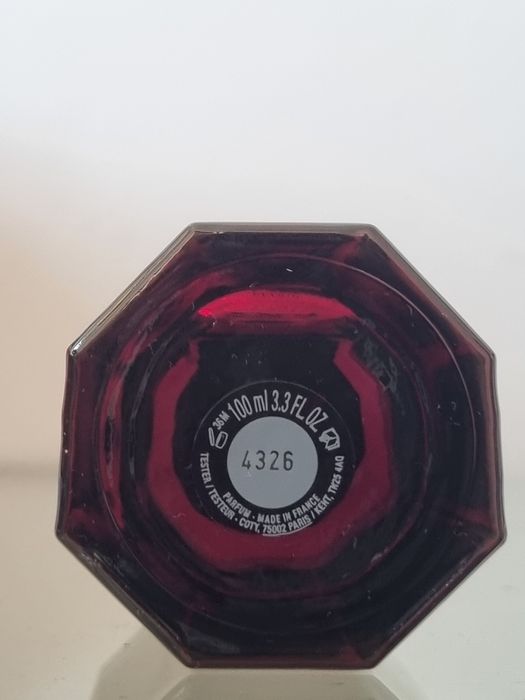 36M 100 ml 3.3 FL.OZ
4326
TESTER / TESTEUR - COTY, 75002 PARIS / KENT, TN25 4AQ
PARFUM - MADE IN FRANCE